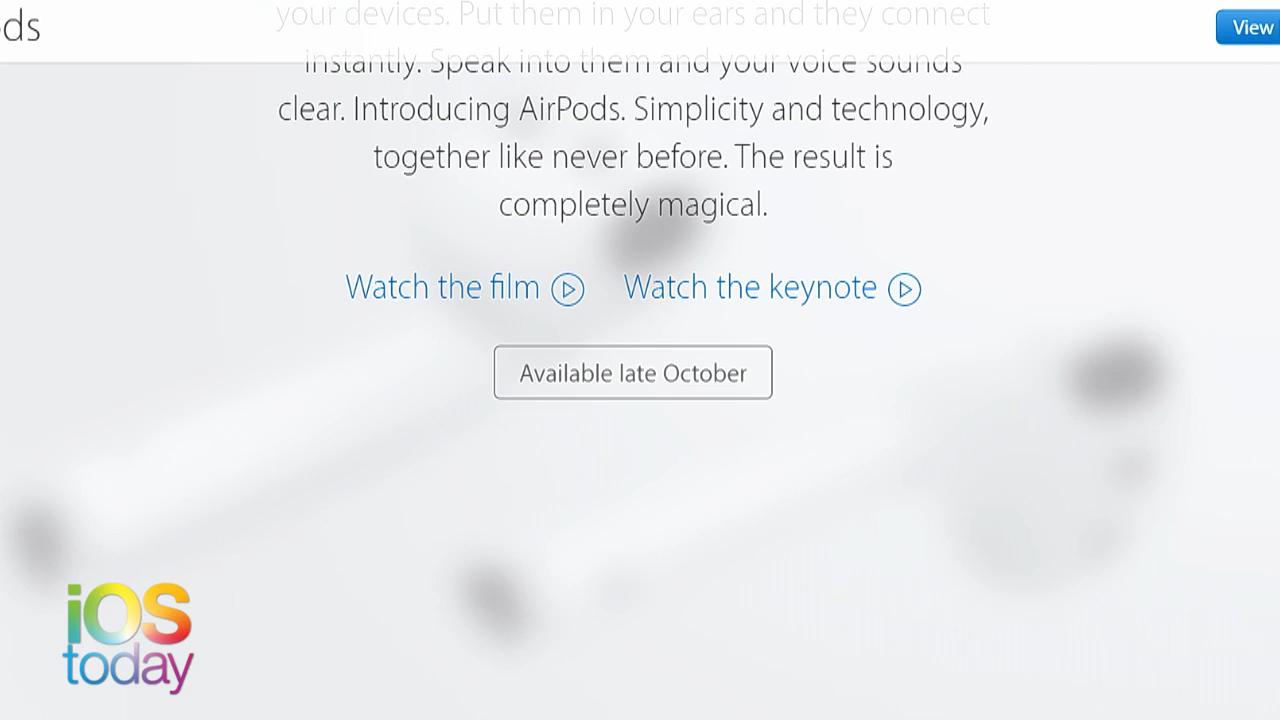 ds
View
your devices. Put them in your ears and they connect
instantly. Speak into them and your voice sounds
clear. Introducing AirPods. Simplicity and technology,
together like never before. The result is
completely magical.
Watch the film Watch the keynote
Available late October
iOS
today